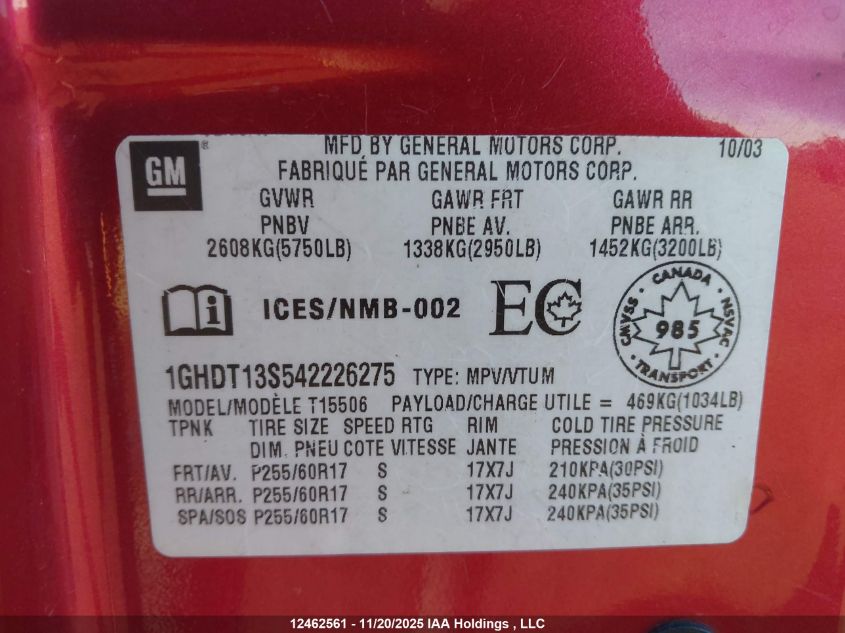 GM ® MFD BY GENERAL MOTORS CORP. 10/03
FABRIQUÉ PAR GENERAL MOTORS CORP.
GVWR GAWR FRT GAWR RR
PNBV PNBE AV. PNBE ARR.
2608KG(5750LB) 1338KG(2950LB) 1452KG(3200LB)
i ICES/NMB-002 EC
CANADA
CMVSS 985 NSVAC
TRANSPORT
1GHDT13S542226275 TYPE: MPV/VTUM
MODEL/MODÈLE T15506 PAYLOAD/CHARGE UTILE = 469KG(1034LB)
TPNK TIRE SIZE SPEED RTG RIM COLD TIRE PRESSURE
DIM. PNEU COTE VITESSE JANTE PRESSION À FROID
FRT/AV. P255/60R17 S 17X7J 210KPA(30PSI)
RR/ARR. P255/60R17 S 17X7J 240KPA(35PSI)
SPA/SOS P255/60R17 S 17X7J 240KPA(35PSI)
12462561 - 11/20/2025 IAA Holdings , LLC